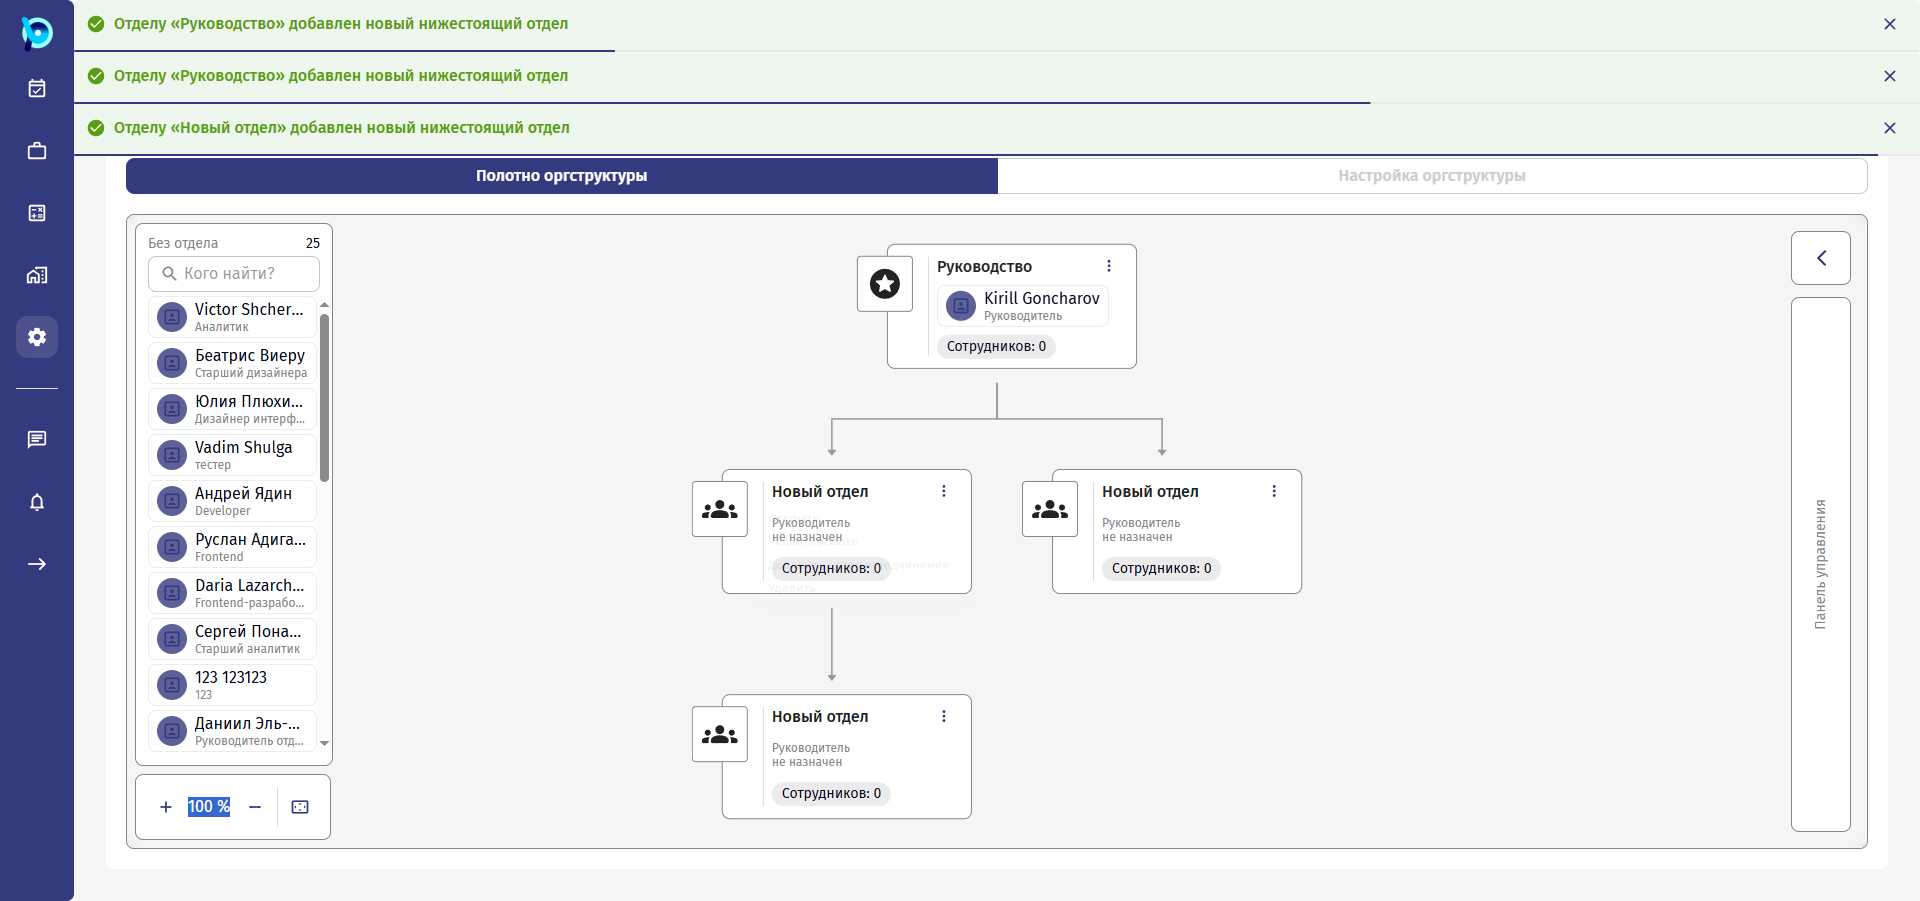 Отделу «Руководство» добавлен новый нижестоящий отдел
Отделу «Руководство» добавлен новый нижестоящий отдел
Отделу «Новый отдел» добавлен новый нижестоящий отдел
Полотно оргструктуры
Настройка оргструктуры
Без отдела 25
Кого найти?
Victor Shcher...
Аналитик
Беатрис Виеру
Старший дизайнера
Юлия Плюхи...
Дизайнер интерф...
Vadim Shulga
тестер
Андрей Ядин
Developer
Руслан Адига...
Frontend
Daria Lazarch...
Frontend-разрабо...
Сергей Пона...
Старший аналитик
123 123123
123
Даниил Эль-...
Руководитель отд...
100 %
Руководство
Kirill Goncharov
Руководитель
Сотрудников: 0
Новый отдел
Руководитель
не назначен
Сотрудников: 0
Удалить
Новый отдел
Руководитель
не назначен
Сотрудников: 0
Новый отдел
Руководитель
не назначен
Сотрудников: 0
Панель управления